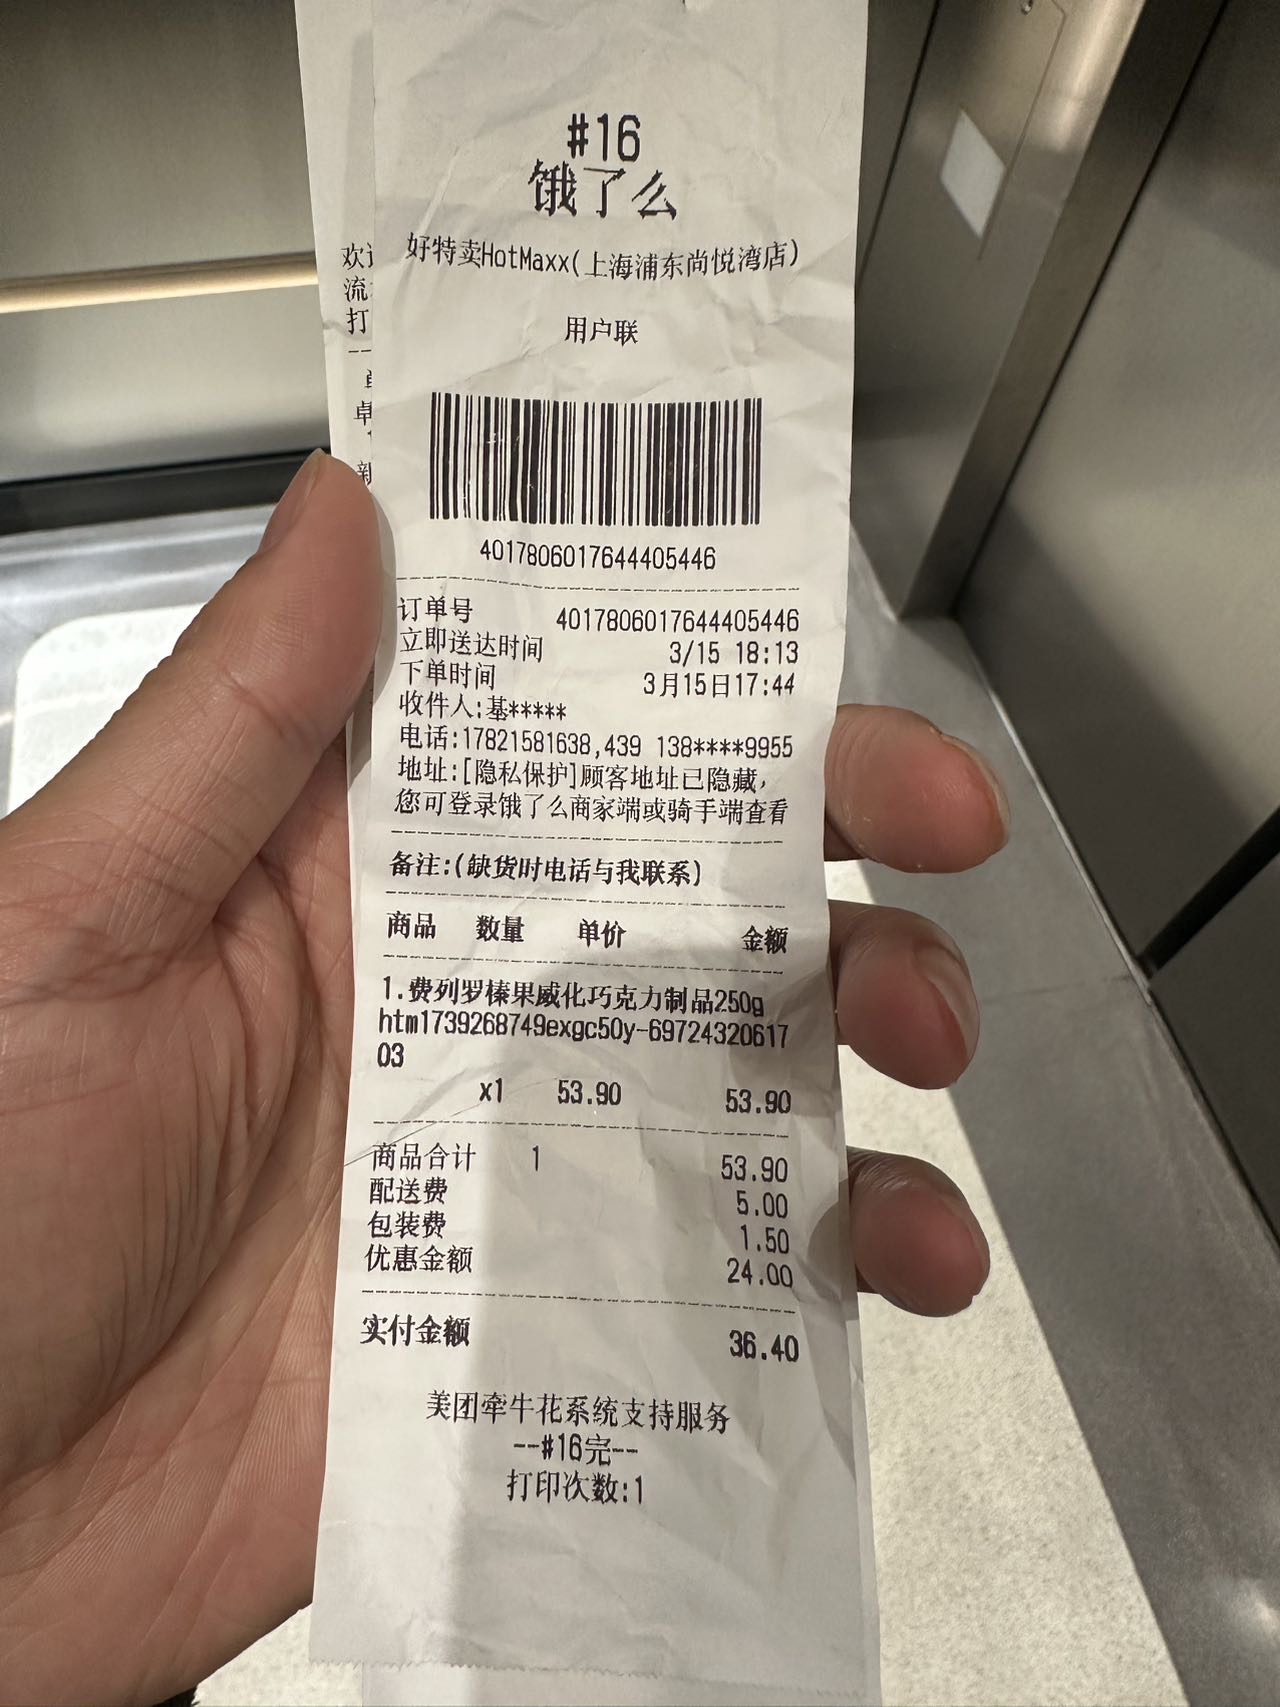 #16
饿了么
好特卖HotMaxx(上海浦东尚悦湾店)
用户联
4017806017644405446
订单号 4017806017644405446
立即送达时间 3/15 18:13
下单时间 3月15日17:44
收件人:基*****
电话:17821581638,439 138****9955
地址:[隐私保护]顾客地址已隐藏,
您可登录饿了么商家端或骑手端查看
备注:(缺货时电话与我联系)
商品 数量 单价 金额
1.费列罗榛果威化巧克力制品250g
htm1739268749exgc50y-69724320617
03
x1 53.90 53.90
商品合计 1 53.90
配送费 5.00
包装费 1.50
优惠金额 24.00
实付金额 36.40
美团牵牛花系统支持服务
--#16完--
打印次数:1
欢
流
打